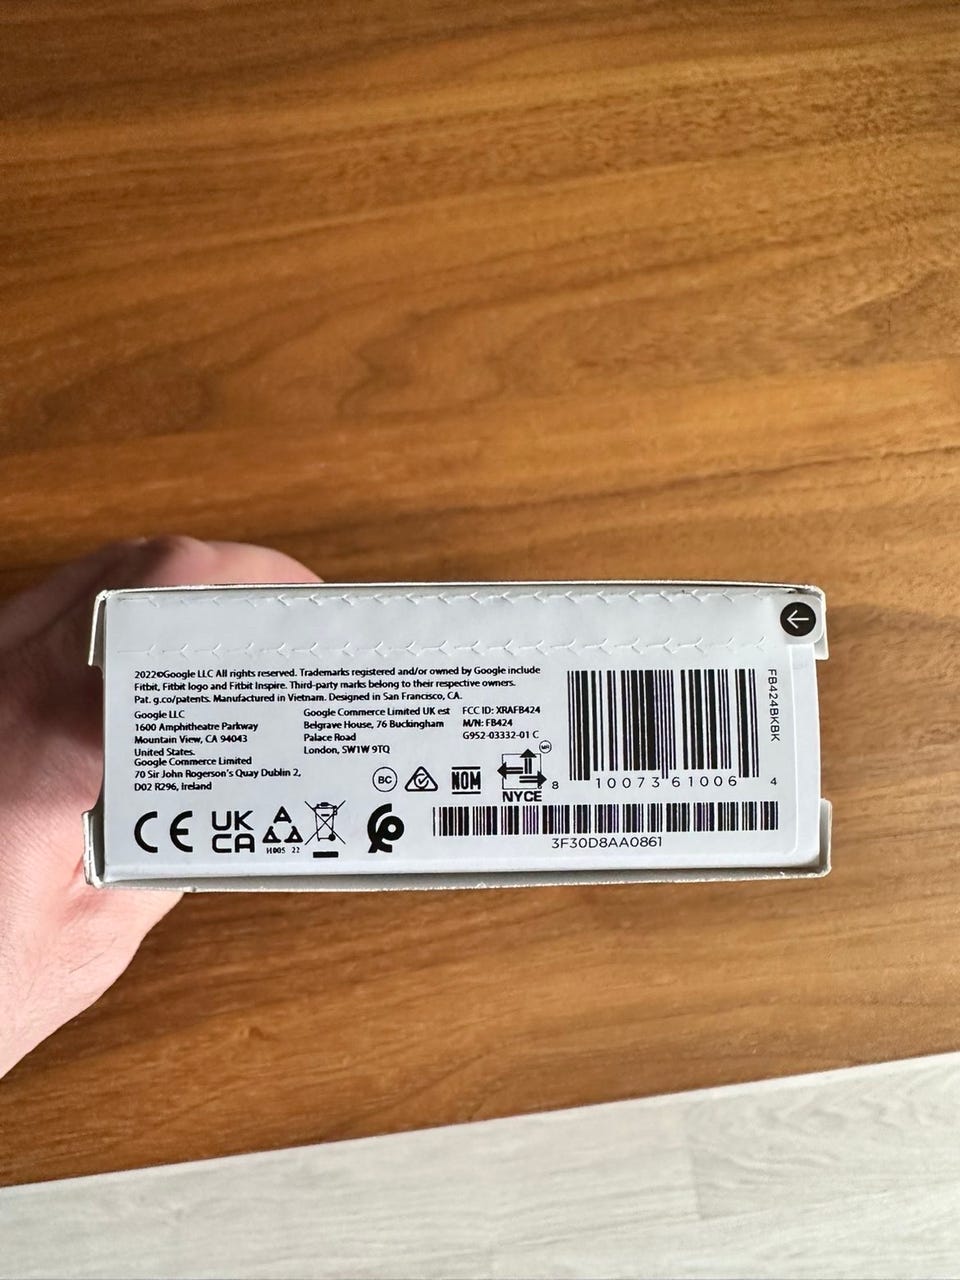 2022©Google LLC All rights reserved. Trademarks registered and/or owned by Google include
Fitbit, Fitbit logo and Fitbit Inspire. Third-party marks belong to their respective owners.
Pat. g.co/patents. Manufactured in Vietnam. Designed in San Francisco, CA.
Google LLC
1600 Amphitheatre Parkway
Mountain View, CA 94043
United States.
Google Commerce Limited
70 Sir John Rogerson's Quay Dublin 2,
D02 R296, Ireland
Google Commerce Limited UK est
Belgrave House, 76 Buckingham
Palace Road
London, SW1W 9TQ
FCC ID: XRAFB424
M/N: FB424
G952-03332-01 C
BC
NOM
MR
NYCE
8 10073 61006 4
FB424BKBK
CE
UK
CA
A
H005 22
3F30D8AA0861